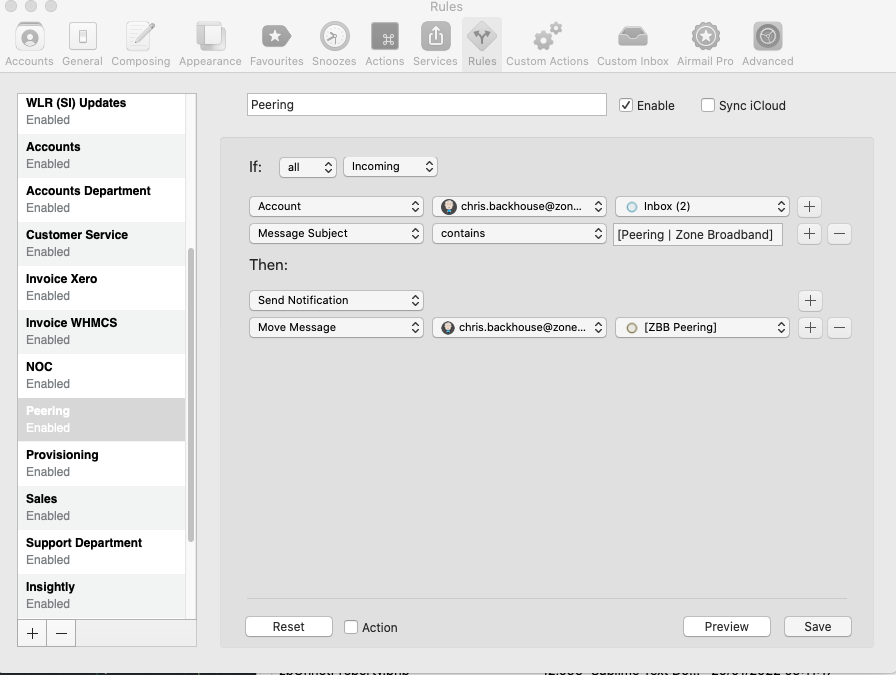 Rules
Accounts General Composing Appearance Favourites Snoozes Actions Services Rules Custom Actions Custom Inbox Airmail Pro Advanced
WLR (SI) Updates
Enabled
Accounts
Enabled
Accounts Department
Enabled
Customer Service
Enabled
Invoice Xero
Enabled
Invoice WHMCS
Enabled
NOC
Enabled
Peering
Enabled
Provisioning
Enabled
Sales
Enabled
Support Department
Enabled
Insightly
Enabled
Peering Enable Sync iCloud
If: all Incoming
Account chris.backhouse@zon... Inbox (2)
Message Subject contains [Peering | Zone Broadband]
Then:
Send Notification
Move Message chris.backhouse@zone... [ZBB Peering]
Reset Action Preview Save